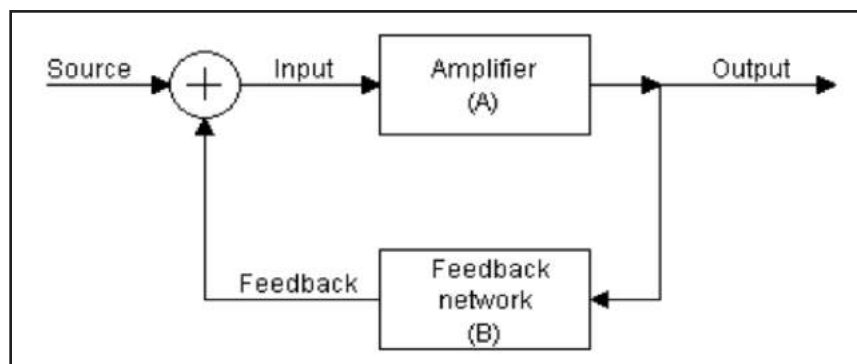 Source
Input
Amplifier
(A)
Output
Feedback
Feedback
network
(B)